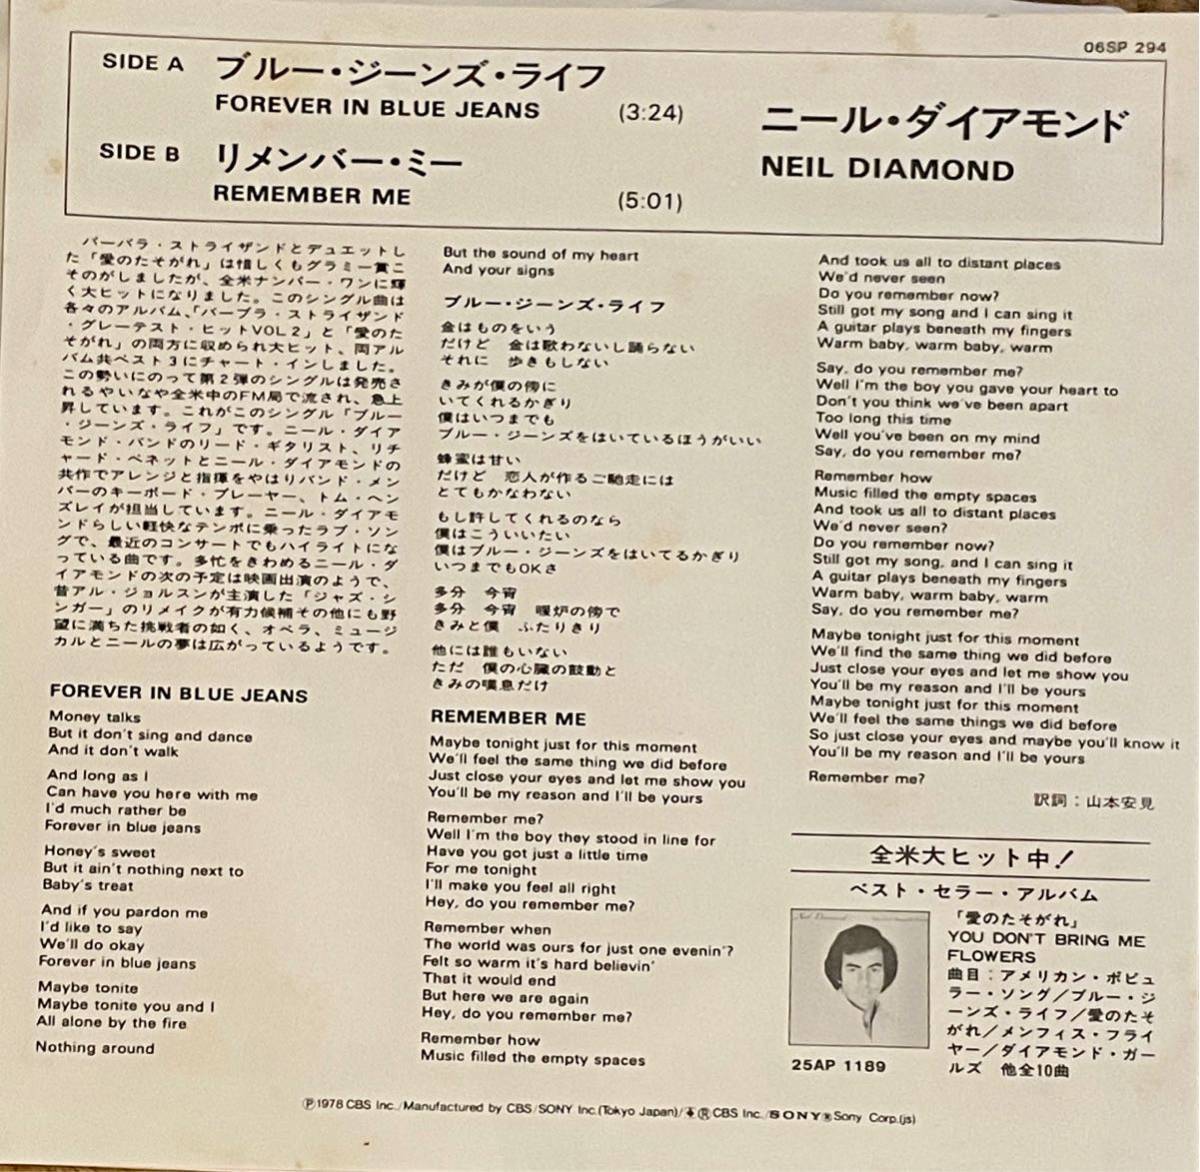 06SP 294
SIDE A ブルー・ジーンズ・ライフ
FOREVER IN BLUE JEANS (3:24)
SIDE B リメンバー・ミー
REMEMBER ME (5:01)
ニール・ダイアモンド
NEIL DIAMOND
バーバラ・ストライザンドとデュエットし
た「愛のたそがれ」は惜しくもグラミー賞こ
そのがしましたが、全米ナンバー・ワンに輝
く大ヒットになりました。このシングル曲は
各々のアルバム、「バーブラ・ストライザンド
・グレーテスト・ヒットVOL2」と「愛のた
そがれ」の両方に収められ大ヒット、両アル
バム共ベスト3にチャート・インしました。
この勢いにのって第2弾のシングルは発売さ
れるやいなや全米中のFM局で流され、急上
昇しています。これがこのシングル「ブルー
・ジーンズ・ライフ」です。ニール・ダイア
モンド・バンドのリード・ギタリスト、リチ
ャード・ベネットとニール・ダイアモンドの
共作でアレンジと指揮をやはりバンド・メン
バーのキーボード・プレーヤー、トム・ヘン
ズレイが担当しています。ニール・ダイアモ
ンドらしい軽快なテンポに乗ったラブ・ソン
グで、最近のコンサートでもハイライトにな
っている曲です。多忙をきわめるニール・ダ
イアモンドの次の予定は映画出演のようで、
昔アル・ジョルスンが主演した「ジャズ・シ
ンガー」のリメイクが有力候補その他にも野
望に満ちた挑戦者の如く、オペラ、ミュージ
カルとニールの夢は広がっているようです。
FOREVER IN BLUE JEANS
Money talks
But it don't sing and dance
And it don't walk
And long as I
Can have you here with me
I'd much rather be
Forever in blue jeans
Honey's sweet
But it ain't nothing next to
Baby's treat
And if you pardon me
I'd like to say
We'll do okay
Forever in blue jeans
Maybe tonite
Maybe tonite you and I
All alone by the fire
Nothing around
But the sound of my heart
And your signs
ブルー・ジーンズ・ライフ
金はものをいう
だけど 金は歌わないし踊らない
それに 歩きもしない
きみが僕の傍に
いてくれるかぎり
僕はいつまでも
ブルー・ジーンズをはいているほうがいい
蜂蜜は甘い
だけど 恋人が作るご馳走には
とてもかなわない
もし許してくれるのなら
僕はこういいたい
僕はブルー・ジーンズをはいてるかぎり
いつまでもOKさ
多分 今宵
多分 今宵 暖炉の傍で
きみと僕 ふたりきり
他には誰もいない
ただ 僕の心臓の鼓動と
きみの嘆息だけ
REMEMBER ME
Maybe tonight just for this moment
We'll feel the same thing we did before
Just close your eyes and let me show you
You'll be my reason and I'll be yours
Remember me?
Well I'm the boy they stood in line for
Have you got just a little time
For me tonight
I'll make you feel all right
Hey, do you remember me?
Remember when
The world was ours for just one evenin'?
Felt so warm it's hard believin'
That it would end
But here we are again
Hey, do you remember me?
Remember how
Music filled the empty spaces
And took us all to distant places
We'd never seen
Do you remember now?
Still got my song and I can sing it
A guitar plays beneath my fingers
Warm baby, warm baby, warm
Say, do you remember me?
Well I'm the boy you gave your heart to
Don't you think we've been apart
Too long this time
Well you've been on my mind
Say, do you remember me?
Remember how
Music filled the empty spaces
And took us all to distant places
We'd never seen?
Do you remember now?
Still got my song, and I can sing it
A guitar plays beneath my fingers
Warm baby, warm baby, warm
Say, do you remember me?
Maybe tonight just for this moment
We'll find the same thing we did before
Just close your eyes and let me show you
You'll be my reason and I'll be yours
Maybe tonight just for this moment
We'll feel the same things we did before
So just close your eyes and maybe you'll know it
You'll be my reason and I'll be yours
Remember me?
訳詞：山本安見
全米大ヒット中！
ベスト・セラー・アルバム
25AP 1189
「愛のたそがれ」
YOU DON'T BRING ME
FLOWERS
曲目：アメリカン・ポピュ
ラー・ソング/ブルー・ジ
ーンズ・ライフ/愛のたそ
がれ/メンフィス・フライ
ヤー/ダイアモンド・ガー
ルズ 他全10曲
Ⓟ1978 CBS Inc./Manufactured by CBS/SONY Inc.(Tokyo Japan)/ Ⓡ CBS Inc./SONY® Sony Corp.(js)